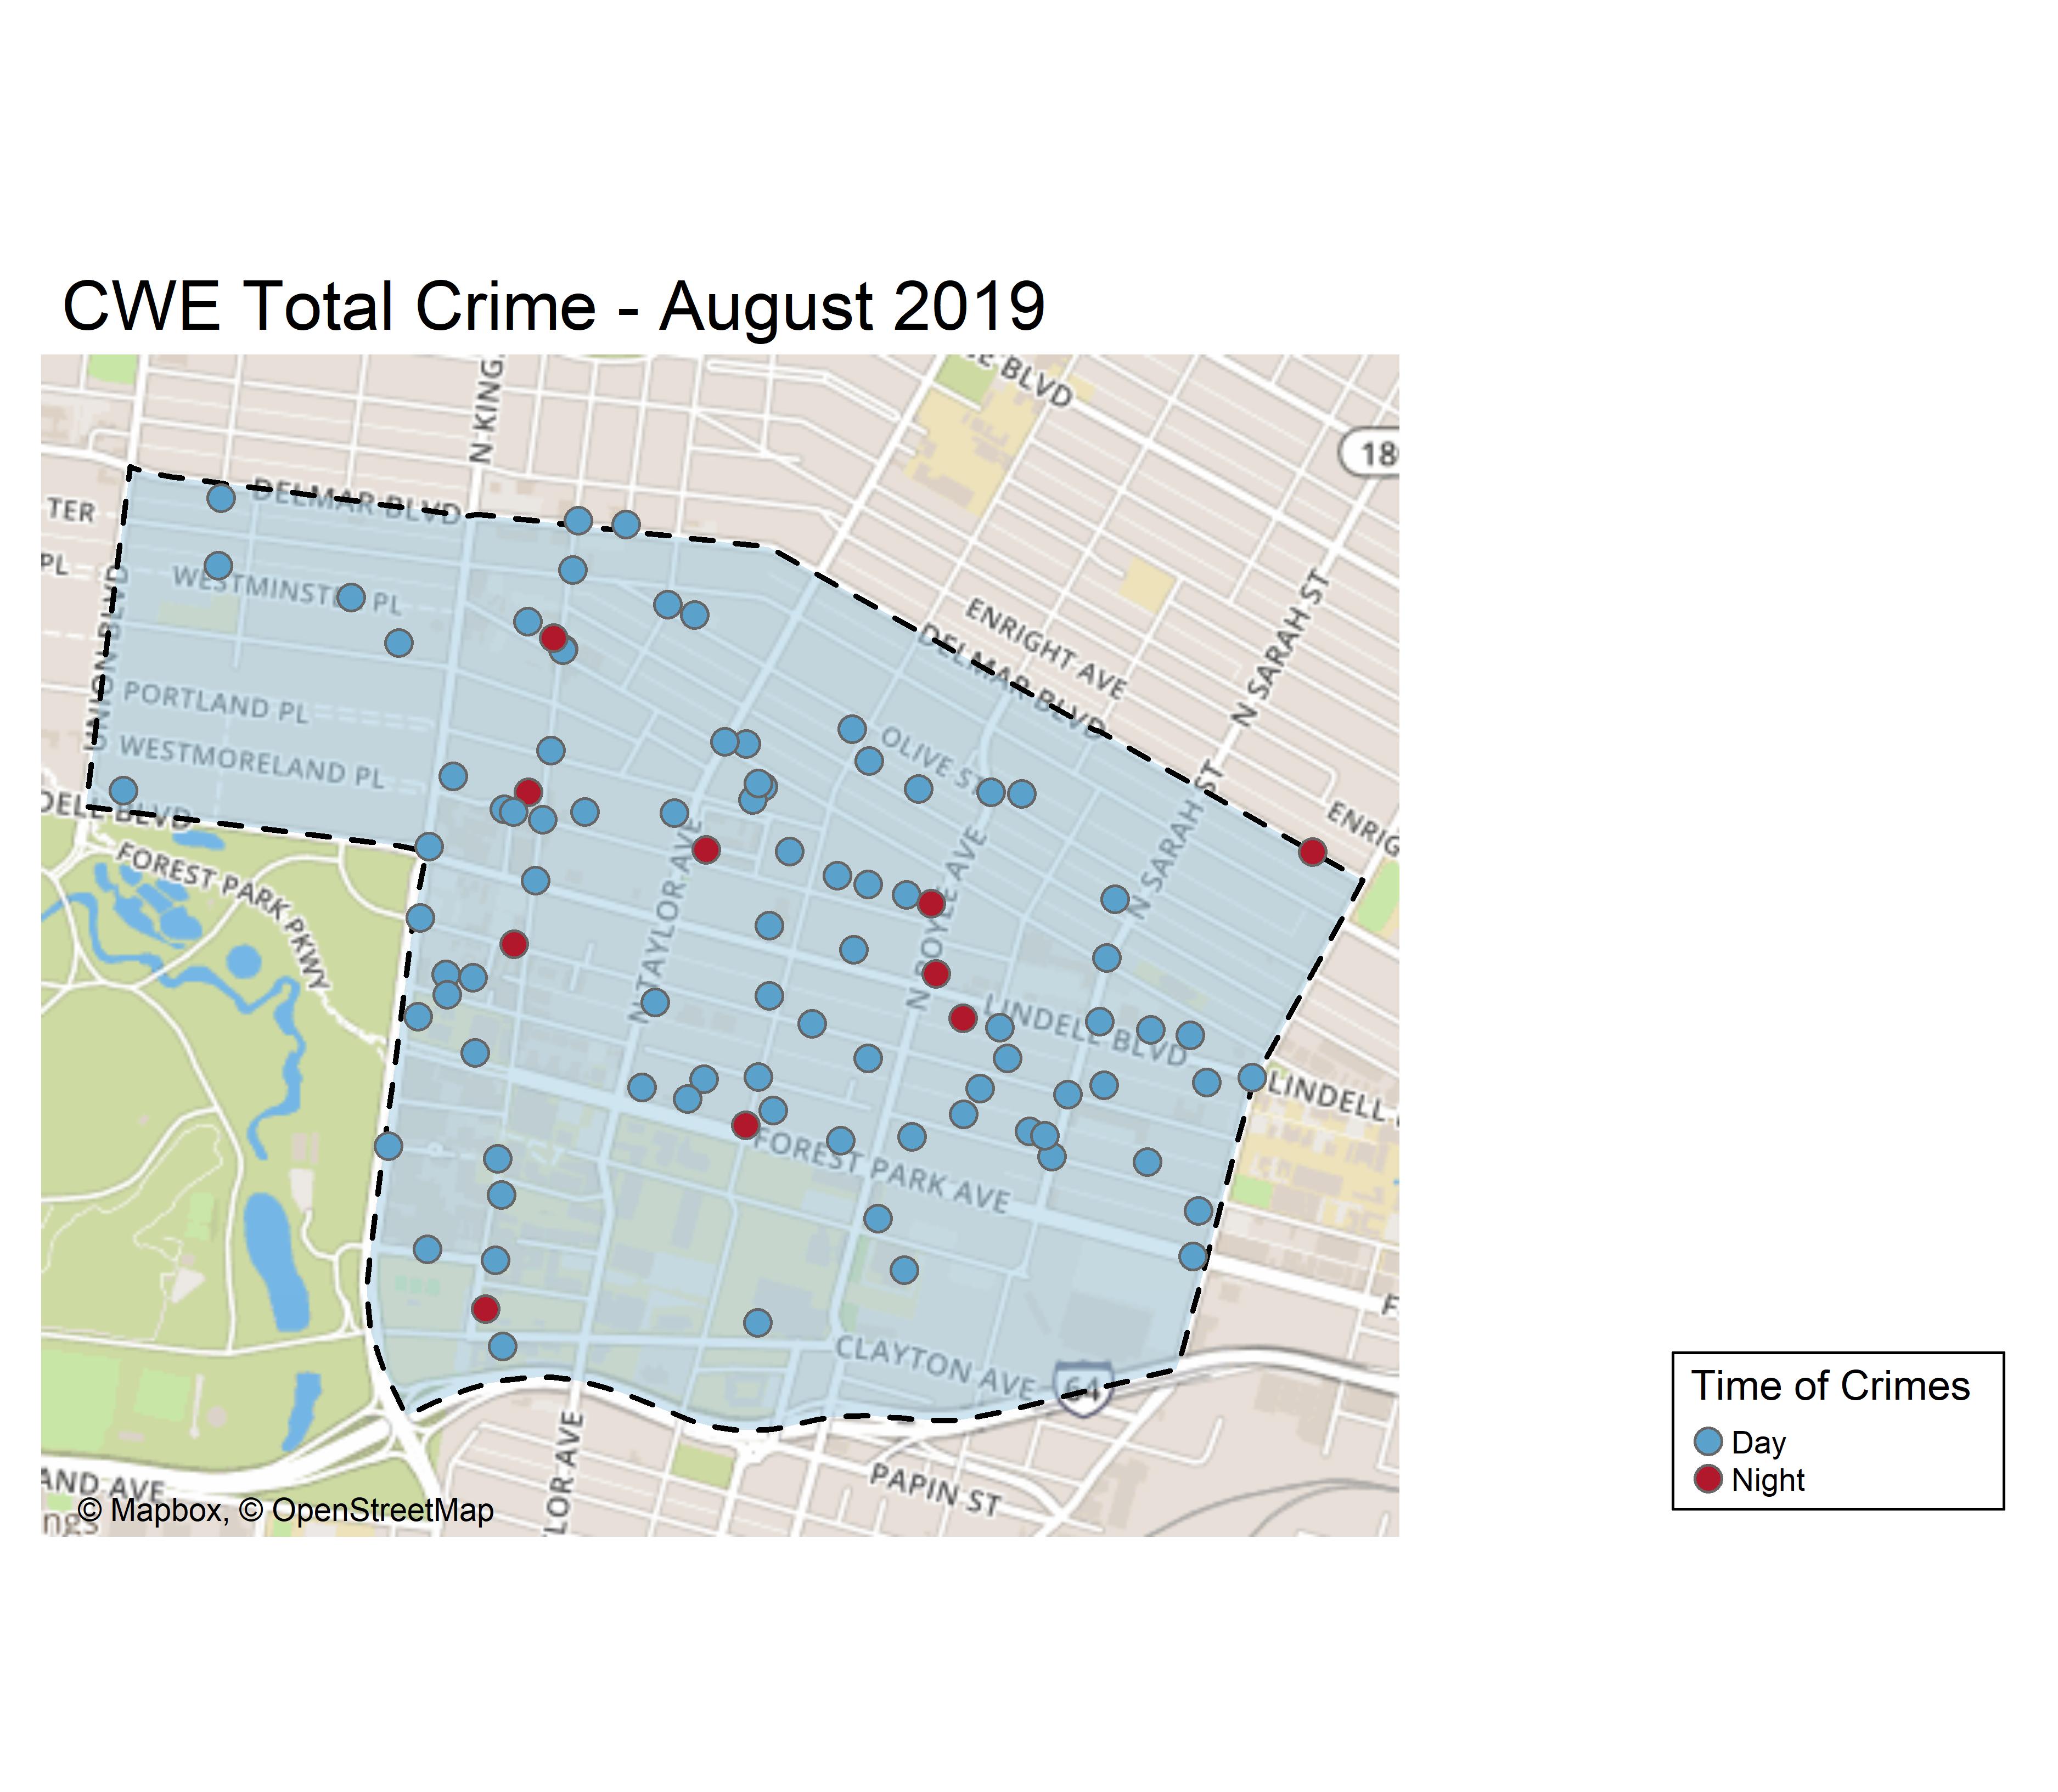 CWE Total Crime - August 2019
BLVD
N KING
18
TER
DELMAR BLVD
PL
WESTMINSTE PL
UNION BLVD
ENRIGHT AVE
DELMAR BLVD
N SARAH ST
PORTLAND PL
OLIVE ST
WESTMORELAND PL
DELL BLVD
N SARAH ST
ENRIG
FOREST PARK PKWY
N TAYLOR AVE
N BOYLE AVE
LINDELL BLVD
LINDELL
FOREST PARK AVE
F
CLAYTON AVE
64
Time of Crimes
Day
Night
LOR AVE
PAPIN ST
AND AVE
© Mapbox, © OpenStreetMap
ngs